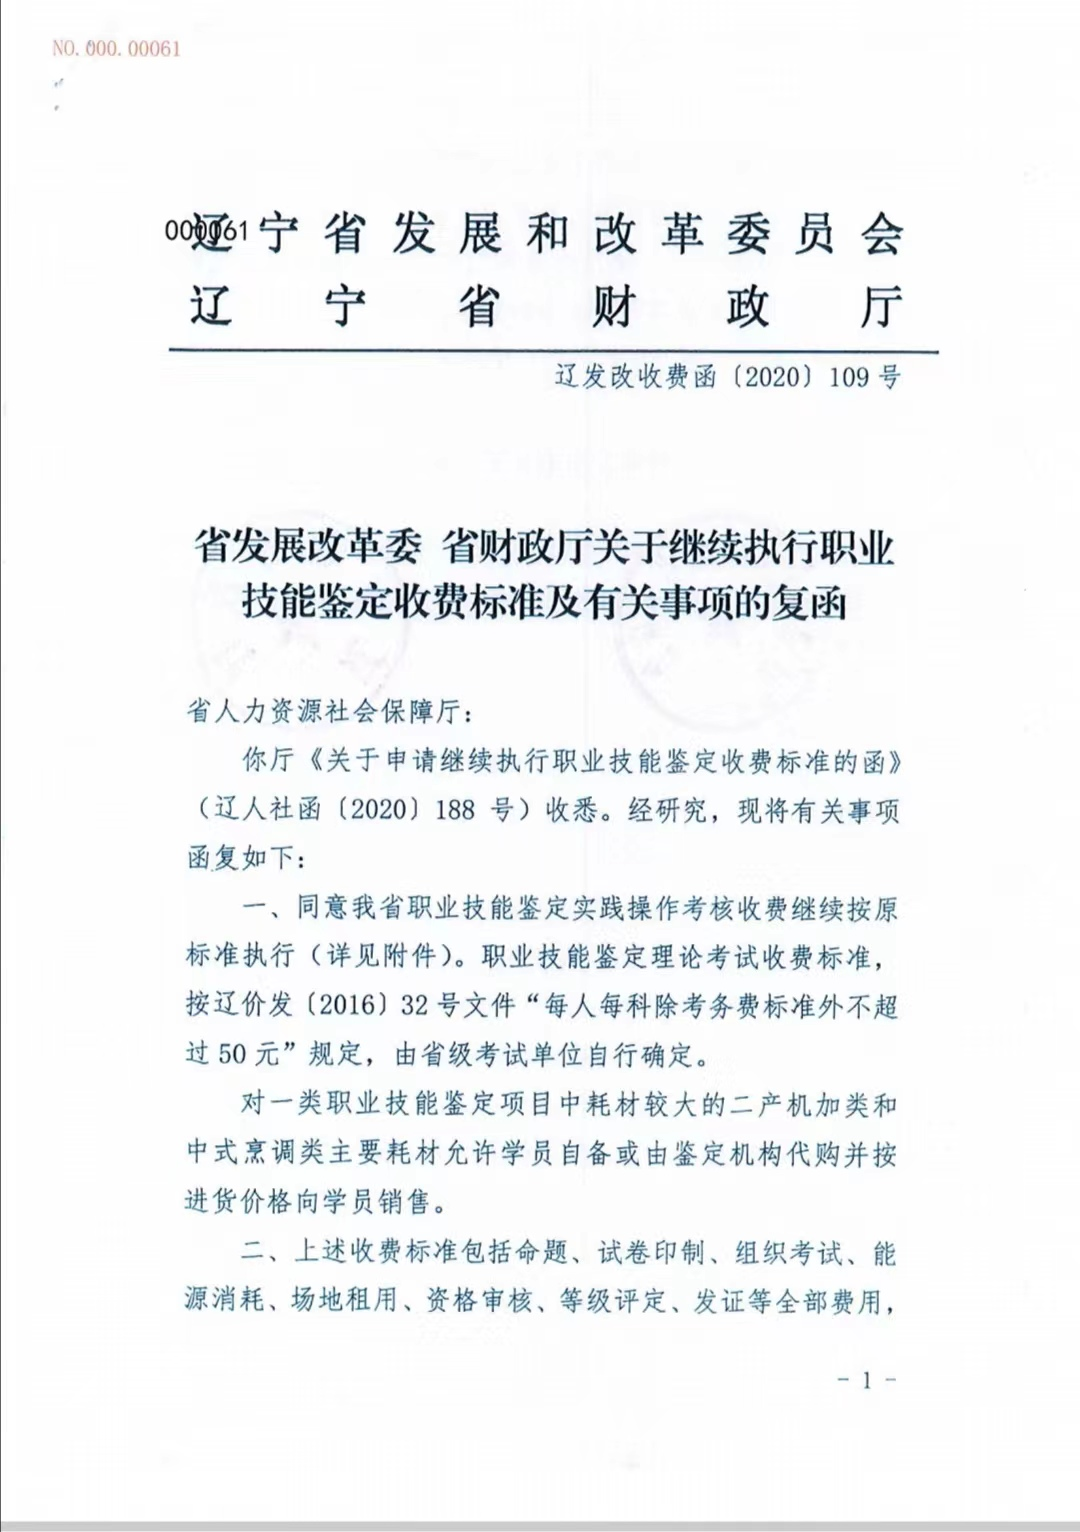 NO.000.00061
000061
辽宁省发展和改革委员会
辽宁省财政厅
辽发改收费函〔2020〕109号
省发展改革委 省财政厅关于继续执行职业
技能鉴定收费标准及有关事项的复函
省人力资源社会保障厅：
你厅《关于申请继续执行职业技能鉴定收费标准的函》
（辽人社函〔2020〕188 号）收悉。经研究，现将有关事项
函复如下：
一、同意我省职业技能鉴定实践操作考核收费继续按原
标准执行（详见附件）。职业技能鉴定理论考试收费标准，
按辽价发〔2016〕32号文件“每人每科除考务费标准外不超
过50元”规定，由省级考试单位自行确定。
对一类职业技能鉴定项目中耗材较大的二产机加类和
中式烹调类主要耗材允许学员自备或由鉴定机构代购并按
进货价格向学员销售。
二、上述收费标准包括命题、试卷印制、组织考试、能
源消耗、场地租用、资格审核、等级评定、发证等全部费用，
- 1 -